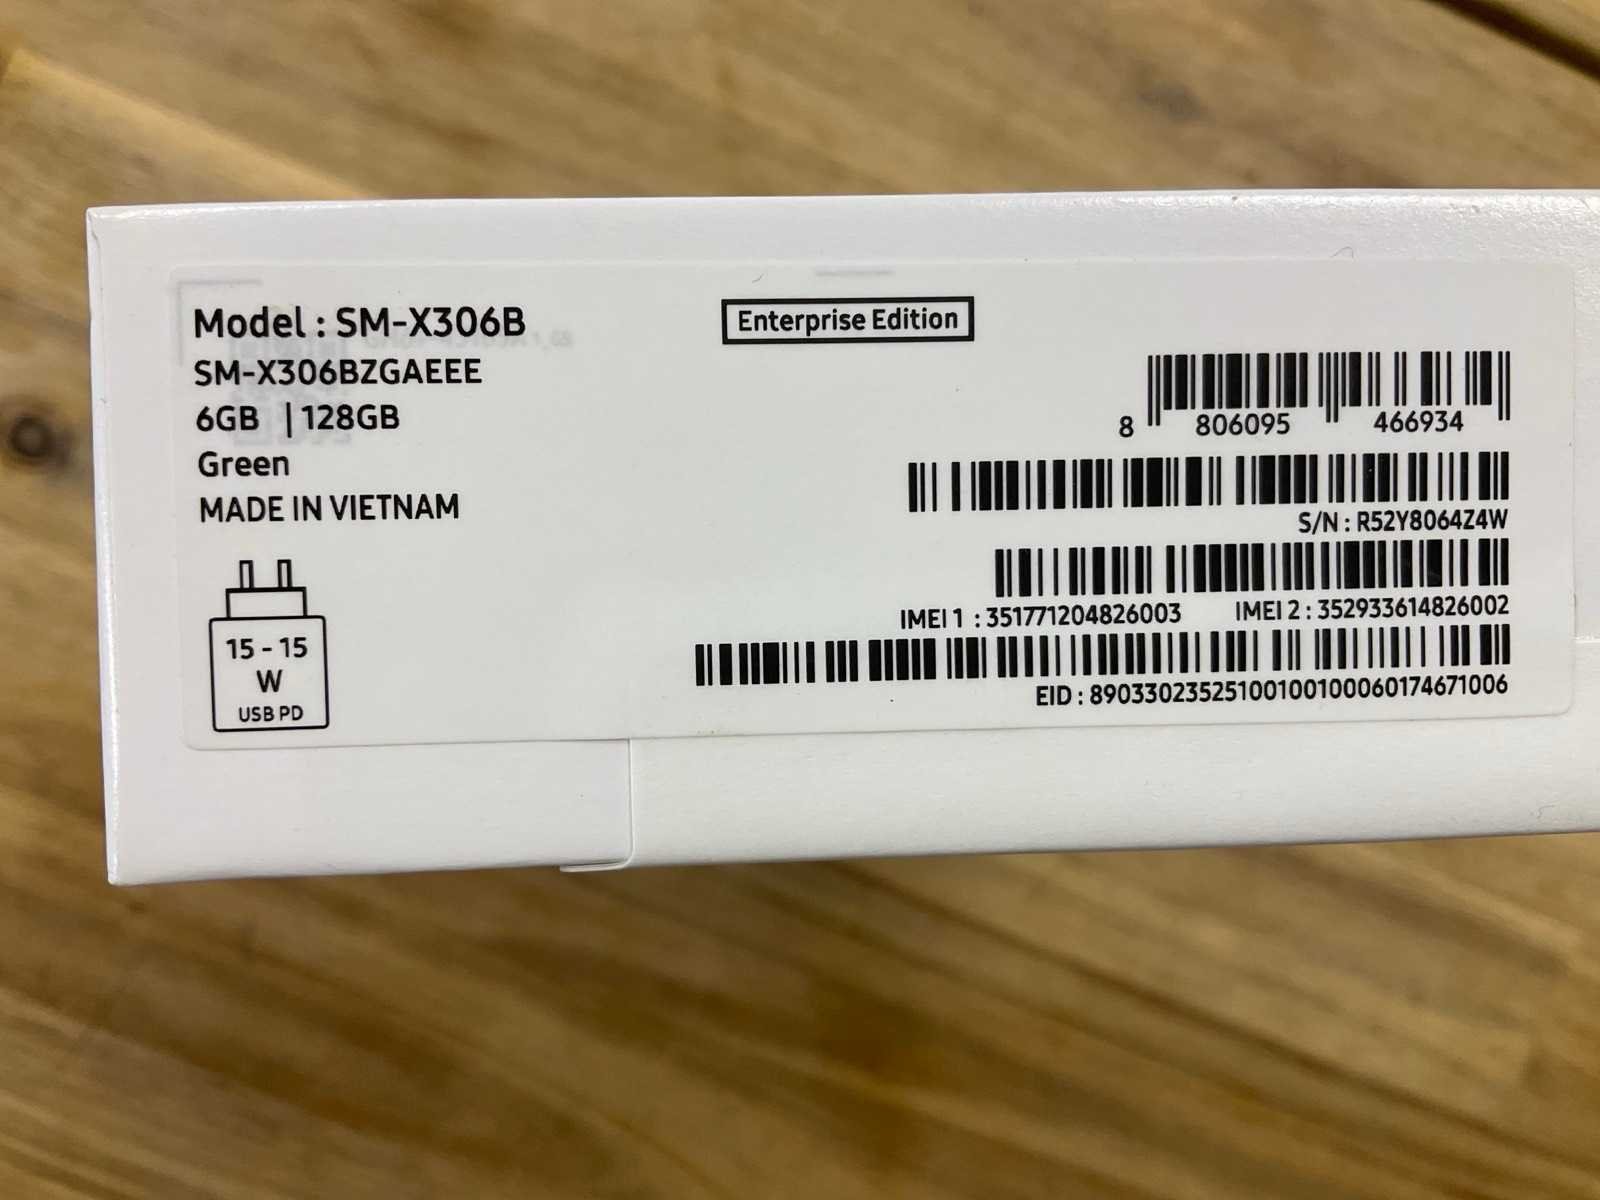 Model : SM-X306B
SM-X306BZGAEEE
6GB | 128GB
Green
MADE IN VIETNAM
15 - 15
W
USB PD
Enterprise Edition
8 806095 466934
S/N : R52Y8064Z4W
IMEI 1 : 351771204826003 IMEI 2 : 352933614826002
EID : 89033023525100100100060174671006